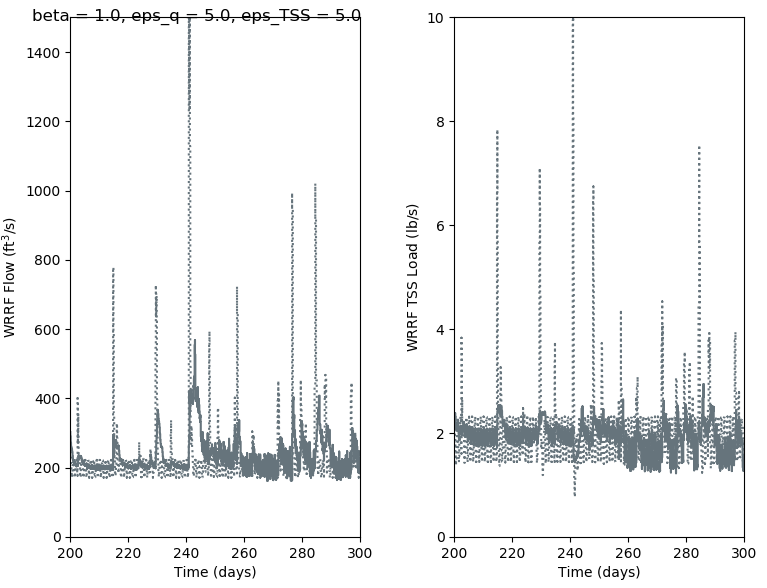 beta = 1.0, eps_q = 5.0, eps_TSS = 5.0
WRRF Flow (ft³/s)
1400
1200
1000
800
600
400
200
0
200 220 240 260 280 300
Time (days)
WRRF TSS Load (lb/s)
10
8
6
4
2
0
200 220 240 260 280 300
Time (days)